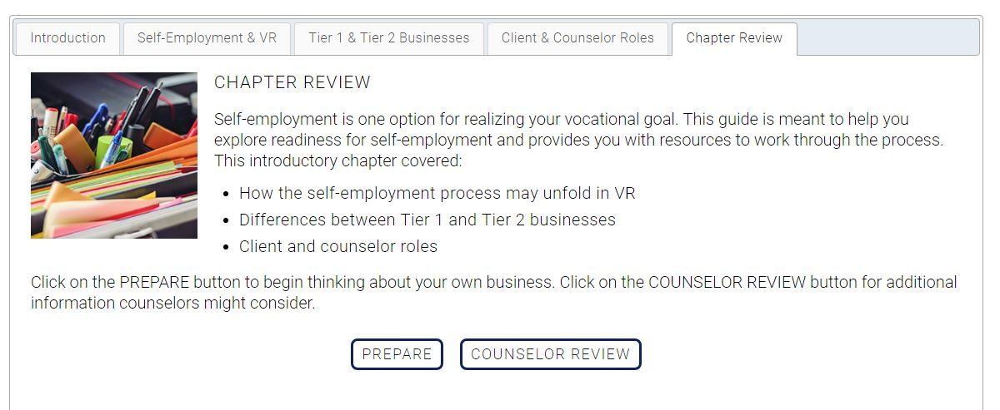 Introduction
Self-Employment & VR
Tier 1 & Tier 2 Businesses
Client & Counselor Roles
Chapter Review
CHAPTER REVIEW
Self-employment is one option for realizing your vocational goal. This guide is meant to help you
explore readiness for self-employment and provides you with resources to work through the process.
This introductory chapter covered:
• How the self-employment process may unfold in VR
• Differences between Tier 1 and Tier 2 businesses
• Client and counselor roles
Click on the PREPARE button to begin thinking about your own business. Click on the COUNSELOR REVIEW button for additional
information counselors might consider.
PREPARE
COUNSELOR REVIEW